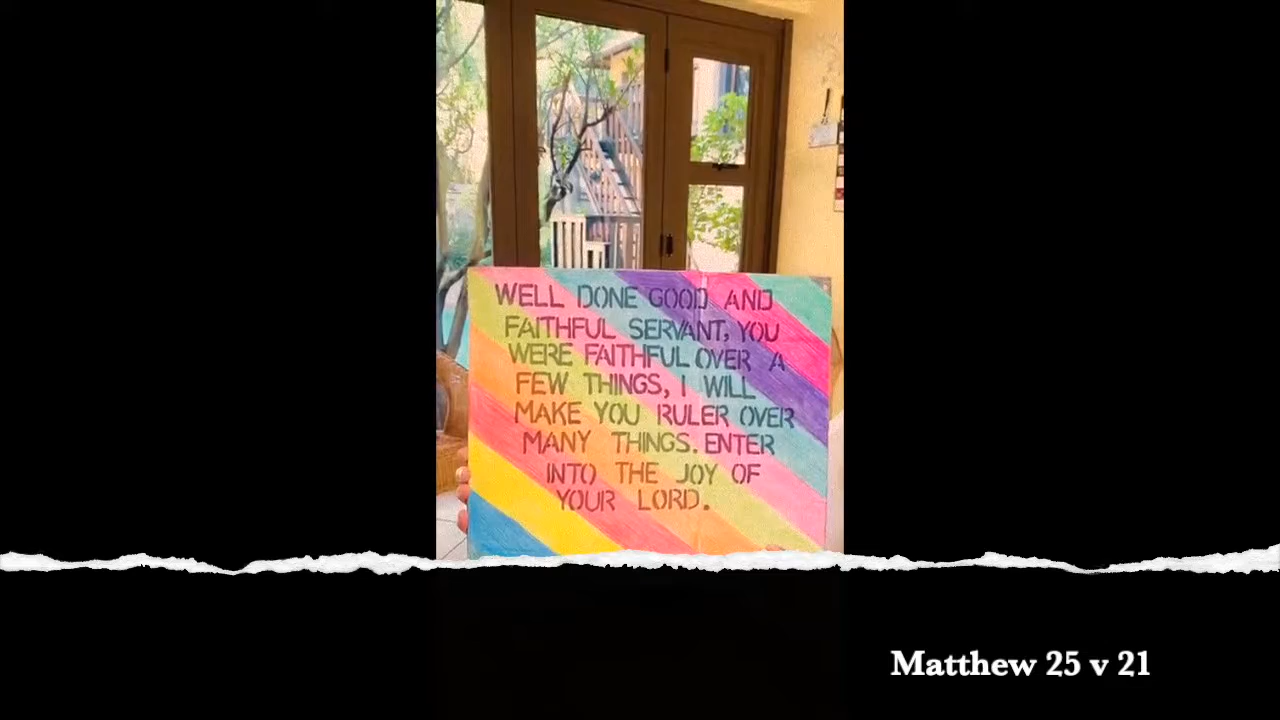 WELL DONE GOOD AND
FAITHFUL SERVANT, YOU
WERE FAITHFUL OVER A
FEW THINGS, I WILL
MAKE YOU RULER OVER
MANY THINGS. ENTER
INTO THE JOY OF
YOUR LORD.
Matthew 25 v 21